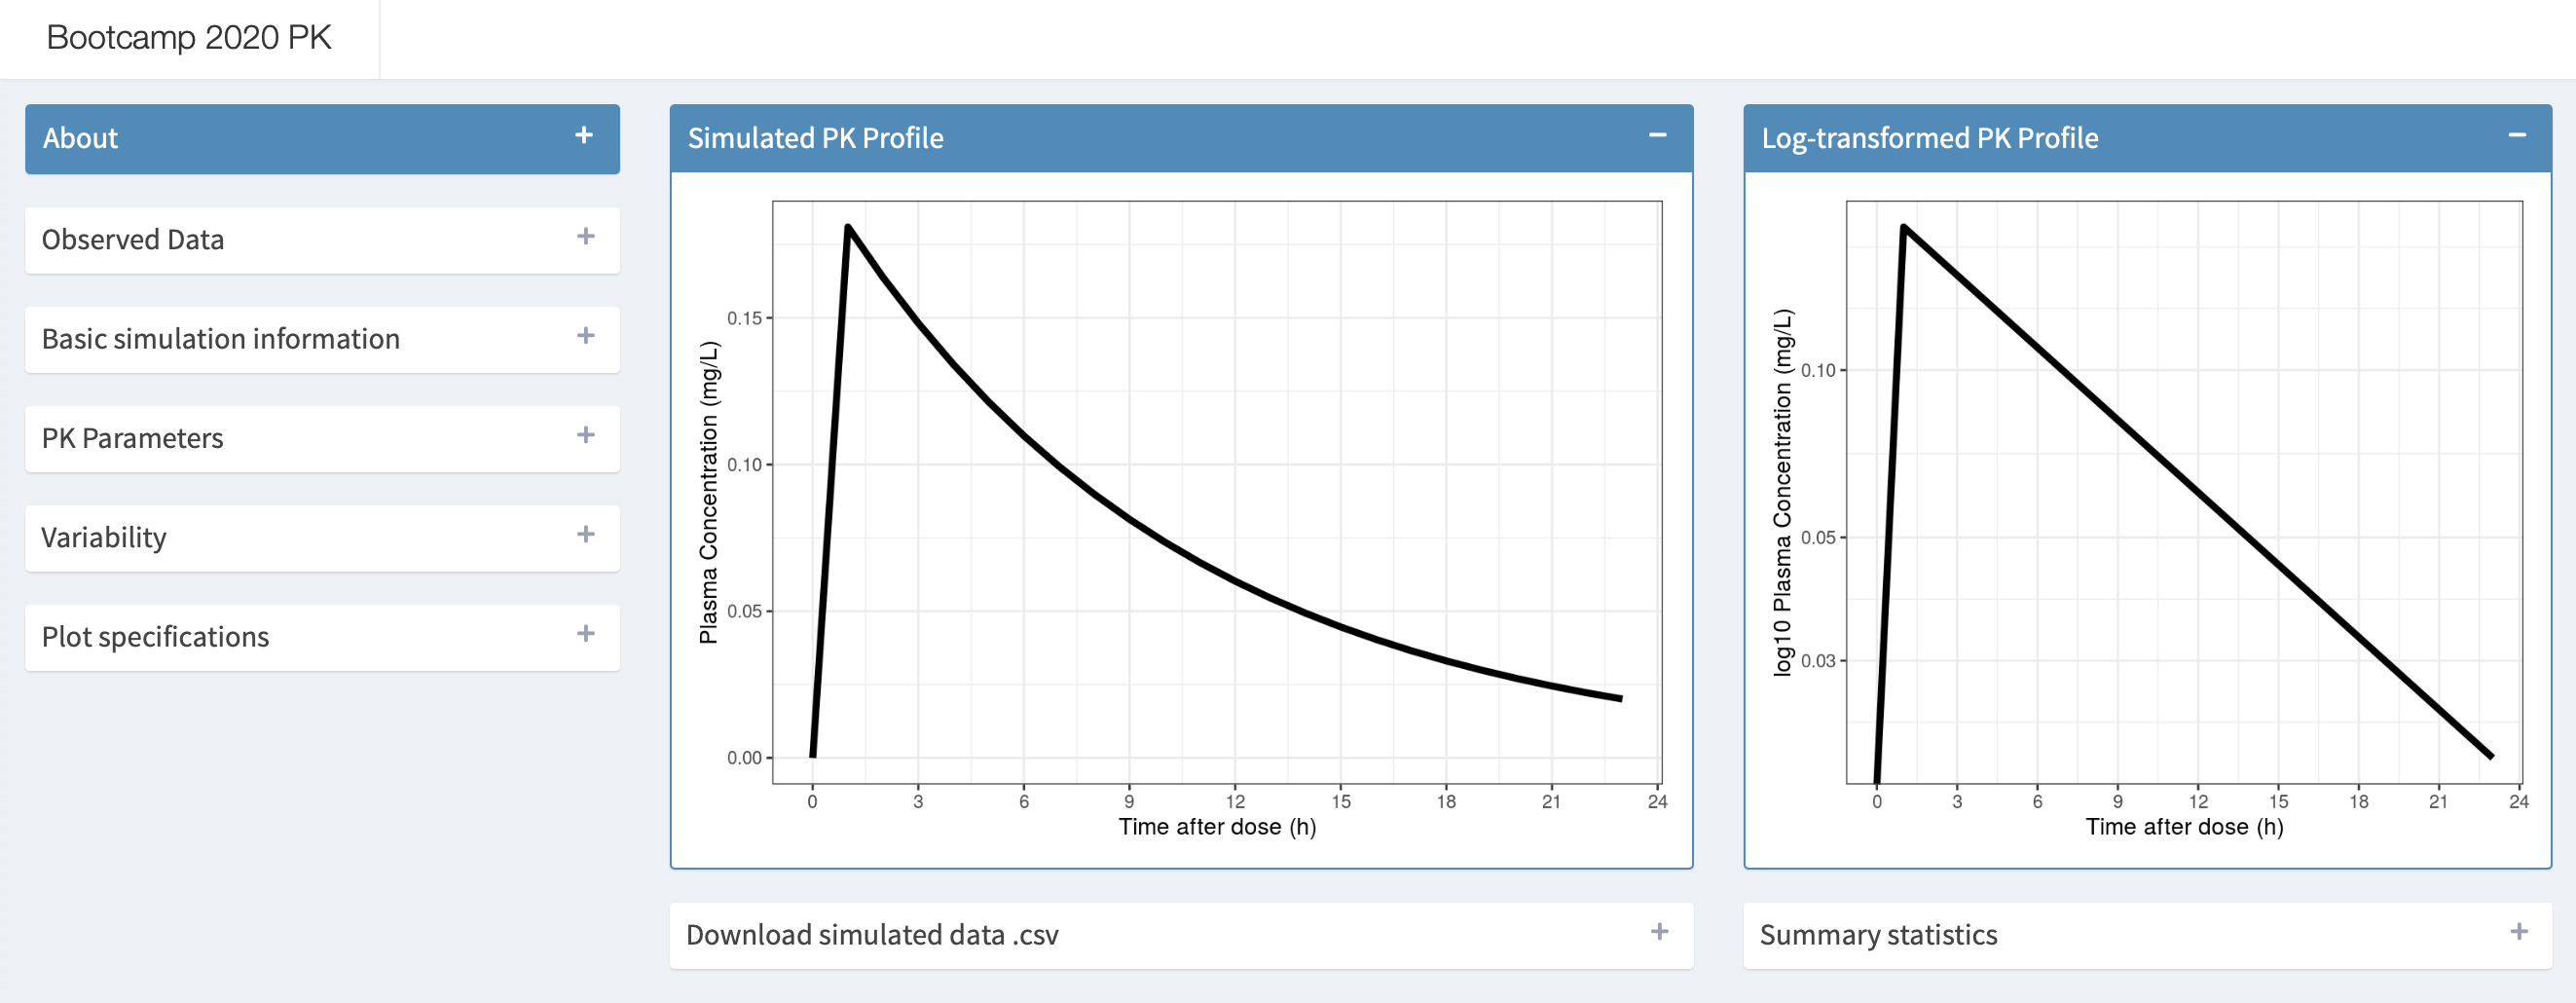 Bootcamp 2020 PK
About
Observed Data
Basic simulation information
PK Parameters
Variability
Plot specifications
Simulated PK Profile
Plasma Concentration (mg/L)
0.15
0.10
0.05
0.00
0 3 6 9 12 15 18 21 24
Time after dose (h)
Download simulated data .csv
Log-transformed PK Profile
log10 Plasma Concentration (mg/L)
0.10
0.05
0.03
0 3 6 9 12 15 18 21 24
Time after dose (h)
Summary statistics